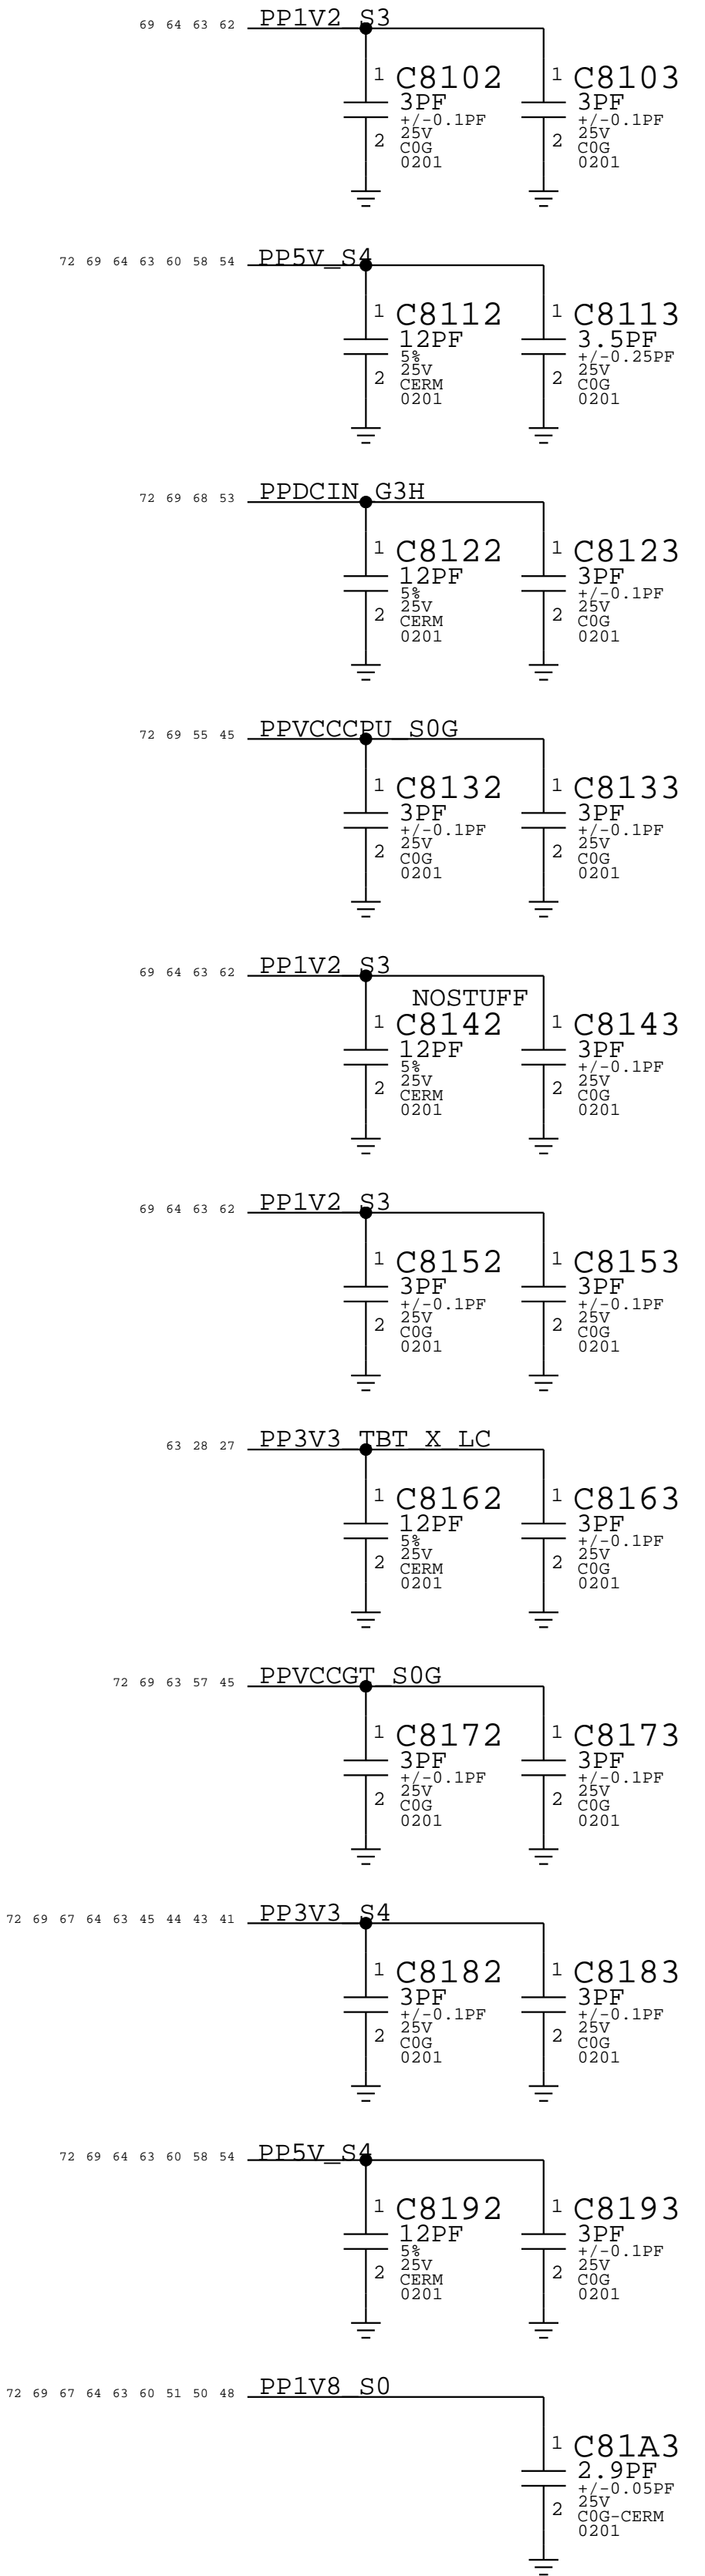 69 64 63 62 PP1V2_S3
1 C8102 1 C8103
3PF 3PF
+/-0.1PF +/-0.1PF
2 25V 2 25V
C0G C0G
0201 0201
72 69 64 63 60 58 54 PP5V_S4
1 C8112 1 C8113
12PF 3.5PF
5% +/-0.25PF
2 25V 2 25V
CERM C0G
0201 0201
72 69 68 53 PPDCIN_G3H
1 C8122 1 C8123
12PF 3PF
5% +/-0.1PF
2 25V 2 25V
CERM C0G
0201 0201
72 69 55 45 PPVCCCPU_S0G
1 C8132 1 C8133
3PF 3PF
+/-0.1PF +/-0.1PF
2 25V 2 25V
C0G C0G
0201 0201
69 64 63 62 PP1V2_S3
NOSTUFF
1 C8142 1 C8143
12PF 3PF
5% +/-0.1PF
2 25V 2 25V
CERM C0G
0201 0201
69 64 63 62 PP1V2_S3
1 C8152 1 C8153
3PF 3PF
+/-0.1PF +/-0.1PF
2 25V 2 25V
C0G C0G
0201 0201
63 28 27 PP3V3_TBT_X_LC
1 C8162 1 C8163
12PF 3PF
5% +/-0.1PF
2 25V 2 25V
CERM C0G
0201 0201
72 69 63 57 45 PPVCCGT_S0G
1 C8172 1 C8173
3PF 3PF
+/-0.1PF +/-0.1PF
2 25V 2 25V
C0G C0G
0201 0201
72 69 67 64 63 45 44 43 41 PP3V3_S4
1 C8182 1 C8183
3PF 3PF
+/-0.1PF +/-0.1PF
2 25V 2 25V
C0G C0G
0201 0201
72 69 64 63 60 58 54 PP5V_S4
1 C8192 1 C8193
12PF 3PF
5% +/-0.1PF
2 25V 2 25V
CERM C0G
0201 0201
72 69 67 64 63 60 51 50 48 PP1V8_S0
1 C81A3
2.9PF
+/-0.05PF
2 25V
C0G-CERM
0201